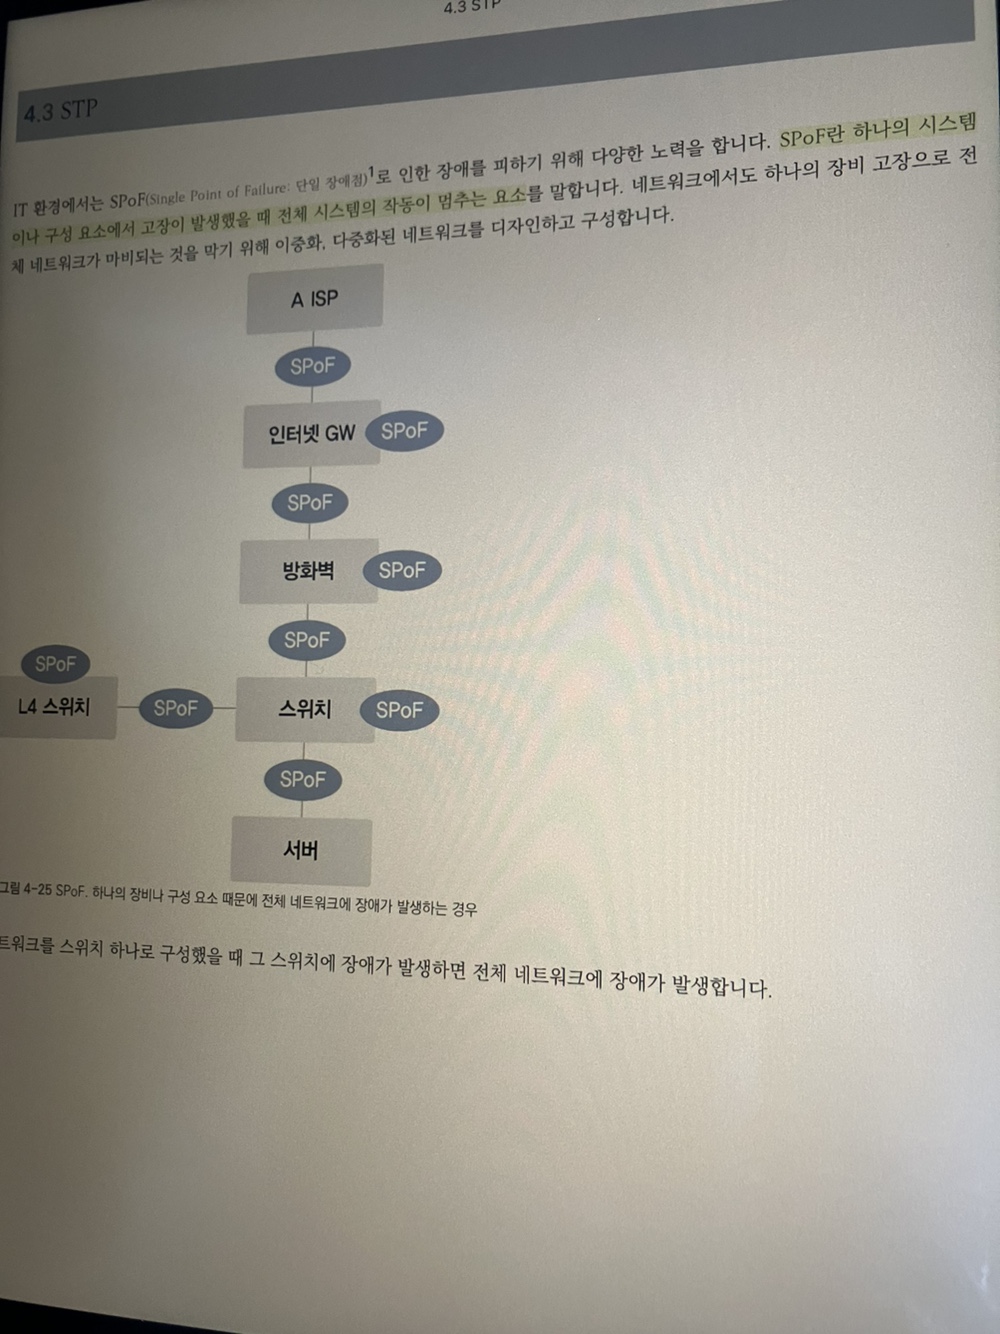 4.3 STP
4.3 STP
IT 환경에서는 SPoF(Single Point of Failure: 단일 장애점)1로 인한 장애를 피하기 위해 다양한 노력을 합니다. SPoF란 하나의 시스템
이나 구성 요소에서 고장이 발생했을 때 전체 시스템의 작동이 멈추는 요소를 말합니다. 네트워크에서도 하나의 장비 고장으로 전
체 네트워크가 마비되는 것을 막기 위해 이중화, 다중화된 네트워크를 디자인하고 구성합니다.
A ISP
SPoF
인터넷 GW SPoF
SPoF
방화벽 SPoF
SPoF
SPoF
L4 스위치 SPoF 스위치 SPoF
SPoF
서버
그림 4-25 SPoF. 하나의 장비나 구성 요소 때문에 전체 네트워크에 장애가 발생하는 경우
트워크를 스위치 하나로 구성했을 때 그 스위치에 장애가 발생하면 전체 네트워크에 장애가 발생합니다.